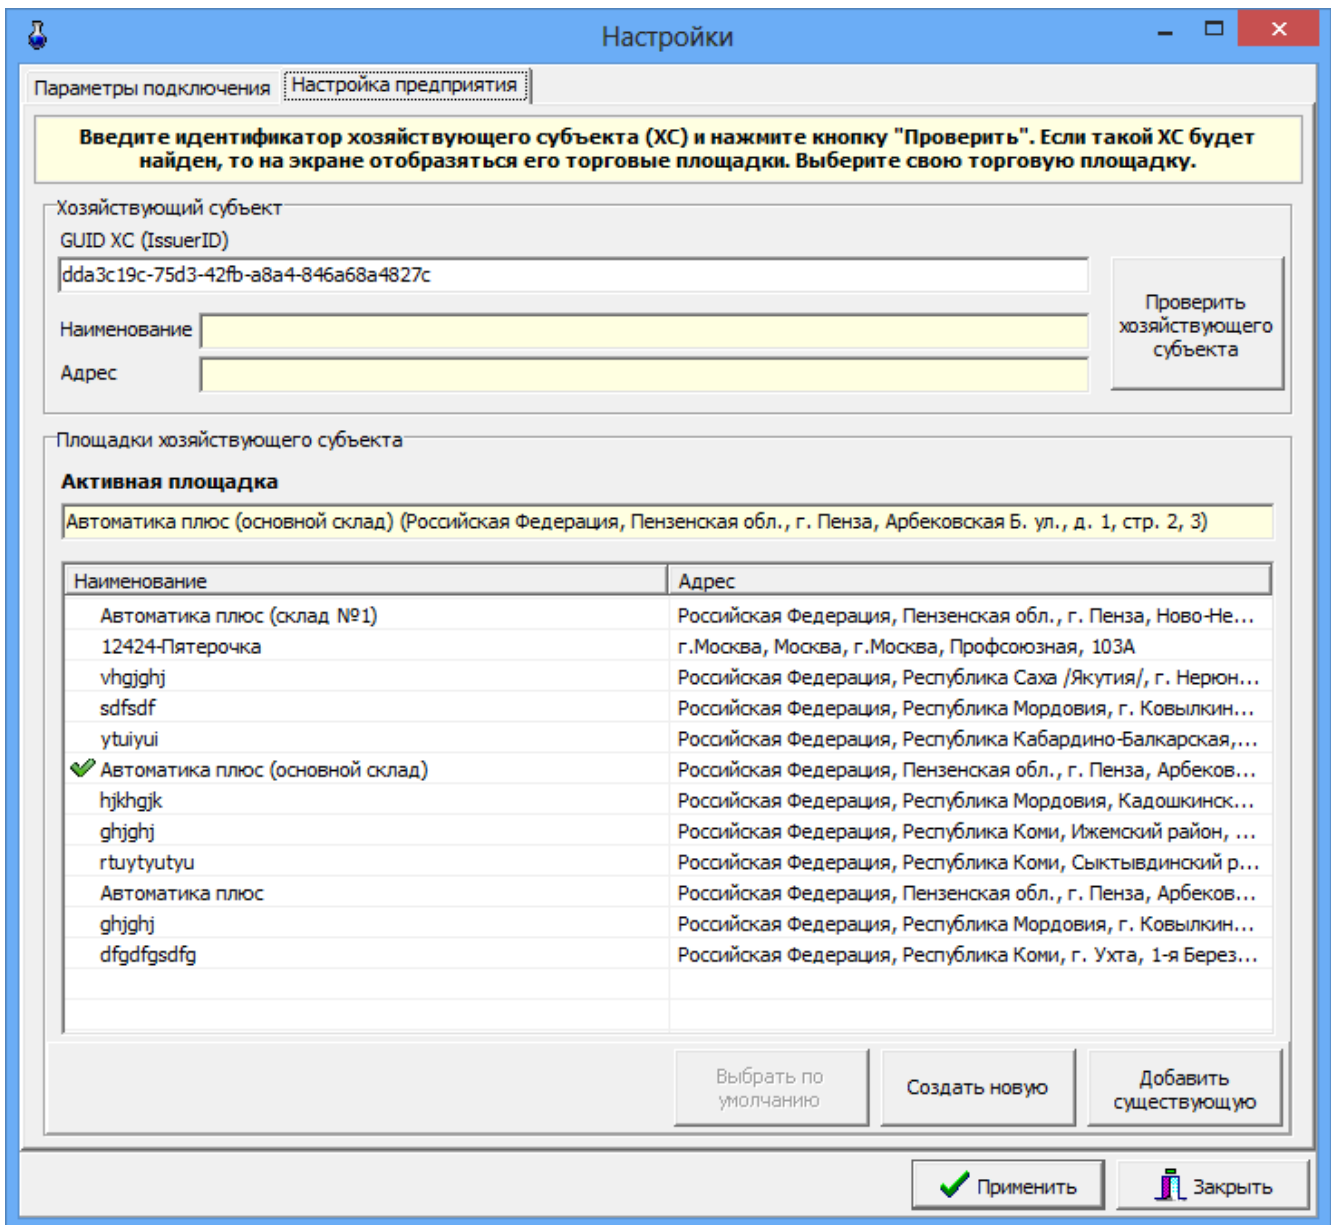 Настройки
Параметры подключения
Настройка предприятия
Введите идентификатор хозяйствующего субъекта (ХС) и нажмите кнопку "Проверить". Если такой ХС будет
найден, то на экране отобразяться его торговые площадки. Выберите свою торговую площадку.
Хозяйствующий субъект
GUID ХС (IssuerID)
dda3c19c-75d3-42fb-a8a4-846a68a4827c
Проверить
хозяйствующего
субъекта
Наименование
Адрес
Площадки хозяйствующего субъекта
Активная площадка
Автоматика плюс (основной склад) (Российская Федерация, Пензенская обл., г. Пенза, Арбековская Б. ул., д. 1, стр. 2, 3)
Наименование Адрес
Автоматика плюс (склад №1) Российская Федерация, Пензенская обл., г. Пенза, Ново-Не...
12424-Пятерочка г.Москва, Москва, г.Москва, Профсоюзная, 103А
vhgjghj Российская Федерация, Республика Саха /Якутия/, г. Нерюн...
sdfsdf Российская Федерация, Республика Мордовия, г. Ковылкин...
ytuiyui Российская Федерация, Республика Кабардино-Балкарская,...
Автоматика плюс (основной склад) Российская Федерация, Пензенская обл., г. Пенза, Арбеков...
hjkhgjk Российская Федерация, Республика Мордовия, Кадошкинск...
ghjghj Российская Федерация, Республика Коми, Ижемский район, ...
rtuytyutyu Российская Федерация, Республика Коми, Сыктывдинский р...
Автоматика плюс Российская Федерация, Пензенская обл., г. Пенза, Арбеков...
ghjghj Российская Федерация, Республика Мордовия, г. Ковылкин...
dfgdfgsdfg Российская Федерация, Республика Коми, г. Ухта, 1-я Берез...
Выбрать по
умолчанию
Создать новую
Добавить
существующую
Применить
Закрыть